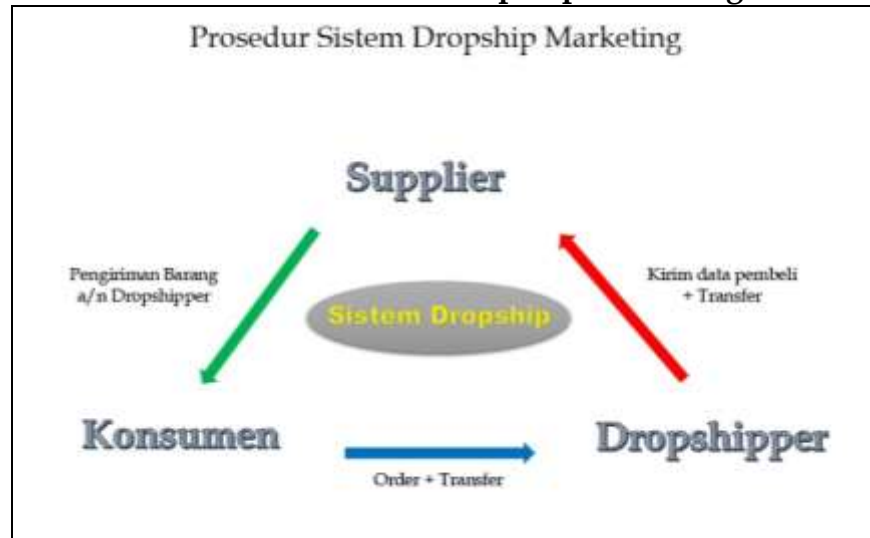 Prosedur Sistem Dropship Marketing
Supplier
Pengiriman Barang
a/n Dropshipper
Kirim data pembeli
+ Transfer
Sistem Dropship
Konsumen
Dropshipper
Order + Transfer